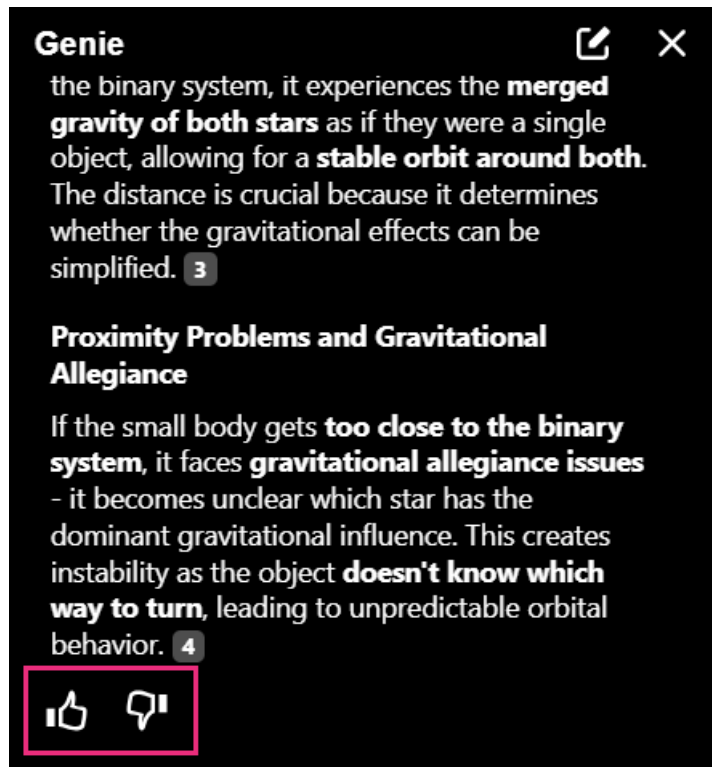 Genie
the binary system, it experiences the merged
gravity of both stars as if they were a single
object, allowing for a stable orbit around both.
The distance is crucial because it determines
whether the gravitational effects can be
simplified. 3
Proximity Problems and Gravitational
Allegiance
If the small body gets too close to the binary
system, it faces gravitational allegiance issues
- it becomes unclear which star has the
dominant gravitational influence. This creates
instability as the object doesn't know which
way to turn, leading to unpredictable orbital
behavior. 4